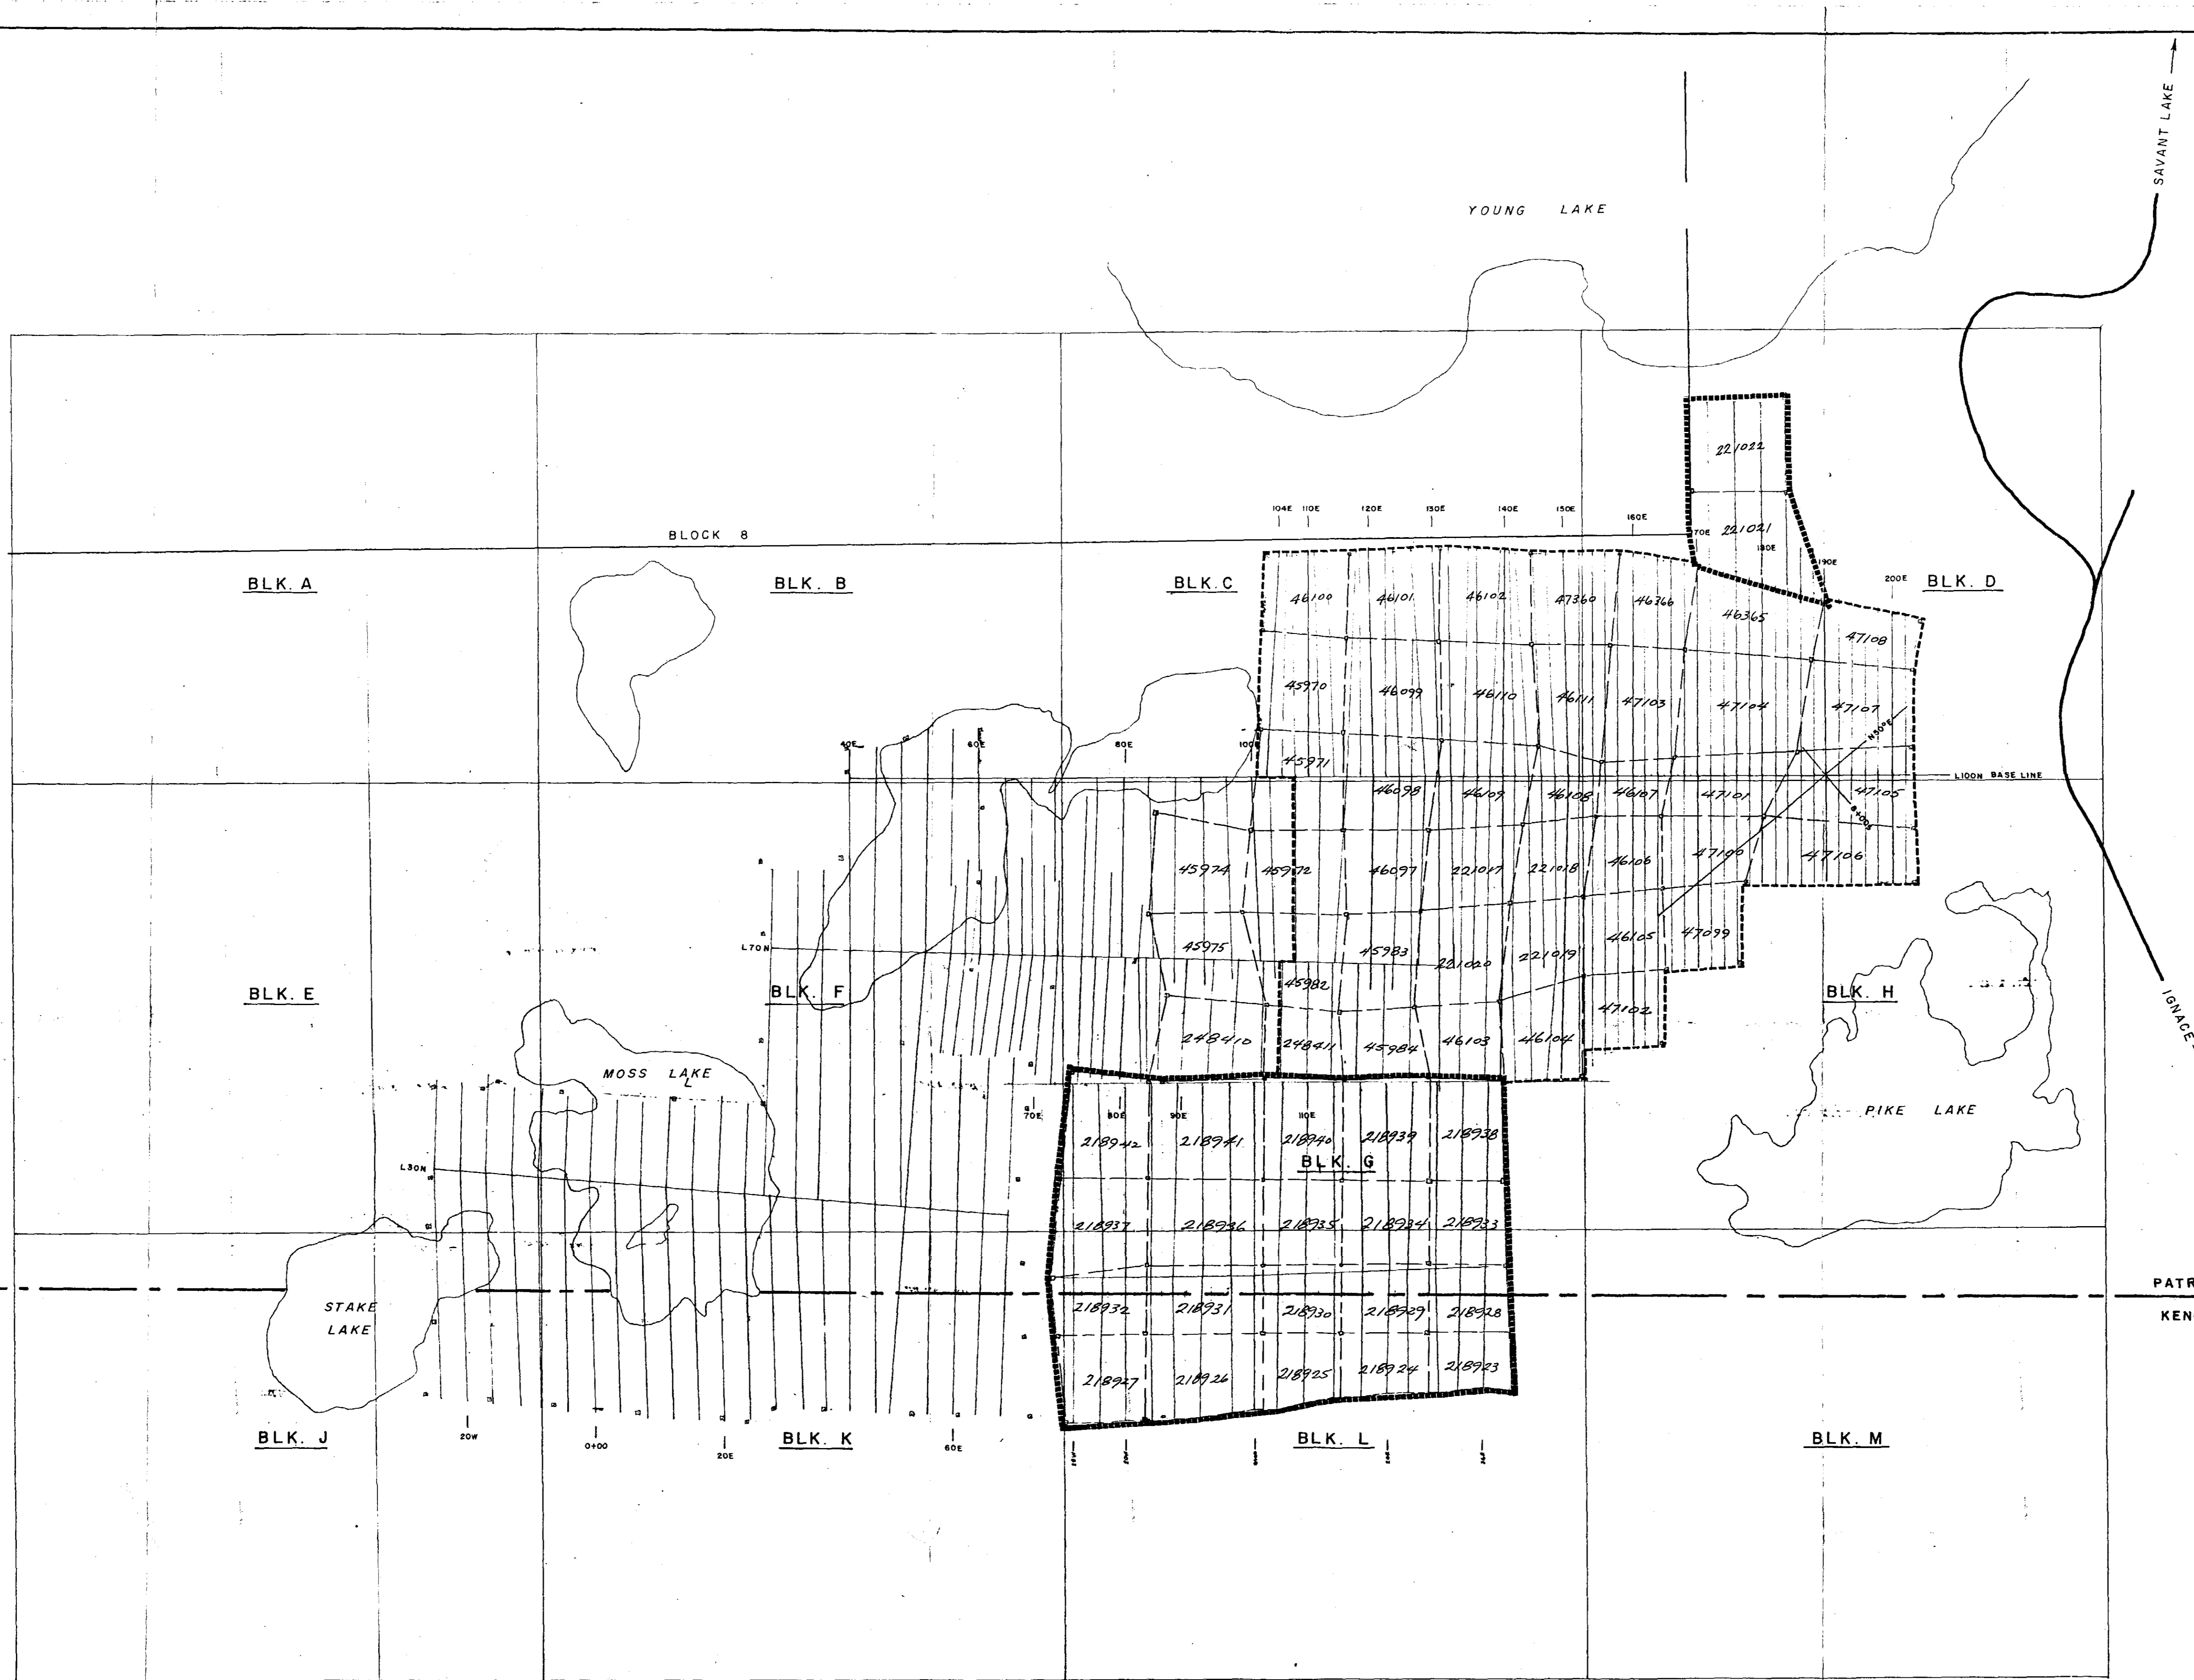 SAVANT LAKE
YOUNG LAKE
221022
104E 110E 120E 130E 140E 150E 160E
70E 221021
180E
BLOCK 8
190E
200E
BLK. A
BLK. B
BLK. C
BLK. D
46100 46101 46102 47360 46366
46365
47108
45970 46099 46110 46111 47103 47104 47107
N50°E
40E 60E 80E 100E
45971
L100N BASE LINE
46098 46109 46108 46107 47101 47105
8+00S
45974 45972 46097 221017 221018 46106 47100 47106
L70N
45975 45983 221020 221019 46105 47099
BLK. E
BLK. F
45982
BLK. H
47102
IGNACE
248410 248411 45984 46103 46104
MOSS LAKE
70E 80E 90E 110E
PIKE LAKE
218942 218941 218940 218939 218938
BLK. G
L30N
218937 218936 218935 218934 218933
PATR
STAKE
LAKE
218932 218931 218930 218929 218928
KEN
218927 218926 218925 218924 218923
BLK. J
20W
0+00
20E
BLK. K
60E
BLK. L
BLK. M